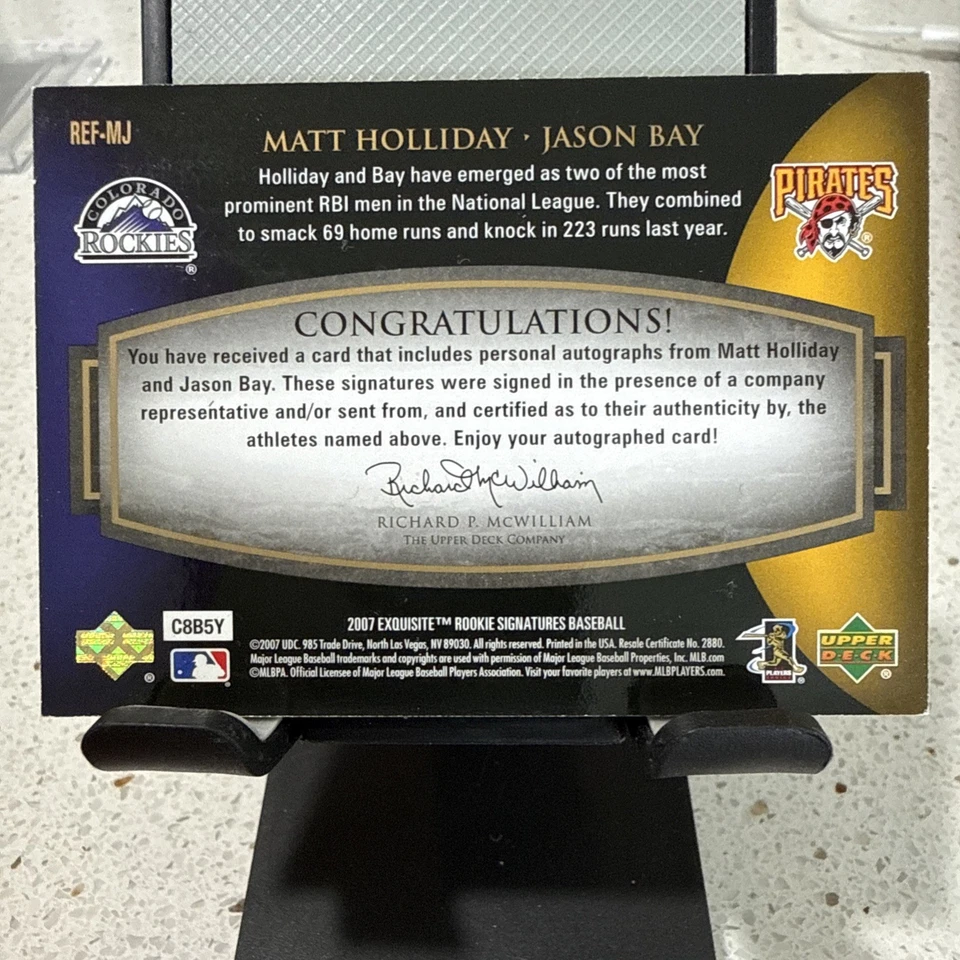 REF-MJ
MATT HOLLIDAY · JASON BAY
Holliday and Bay have emerged as two of the most
prominent RBI men in the National League. They combined
to smack 69 home runs and knock in 223 runs last year.
COLORADO
ROCKIES
®
PIRATES
®
CONGRATULATIONS!
You have received a card that includes personal autographs from Matt Holliday
and Jason Bay. These signatures were signed in the presence of a company
representative and/or sent from, and certified as to their authenticity by, the
athletes named above. Enjoy your autographed card!
Richard McWilliam
RICHARD P. McWILLIAM
THE UPPER DECK COMPANY
C8B5Y
2007 EXQUISITE™ ROOKIE SIGNATURES BASEBALL
©2007 UDC. 985 Trade Drive, North Las Vegas, NV 89030. All rights reserved. Printed in the USA. Resale Certificate No. 2880.
Major League Baseball trademarks and copyrights are used with permission of Major League Baseball Properties, Inc. MLB.com
©MLBPA. Official Licensee of Major League Baseball Players Association. Visit your favorite players at www.MLBPLAYERS.com.
®
PLAYERS
UPPER
DECK
®